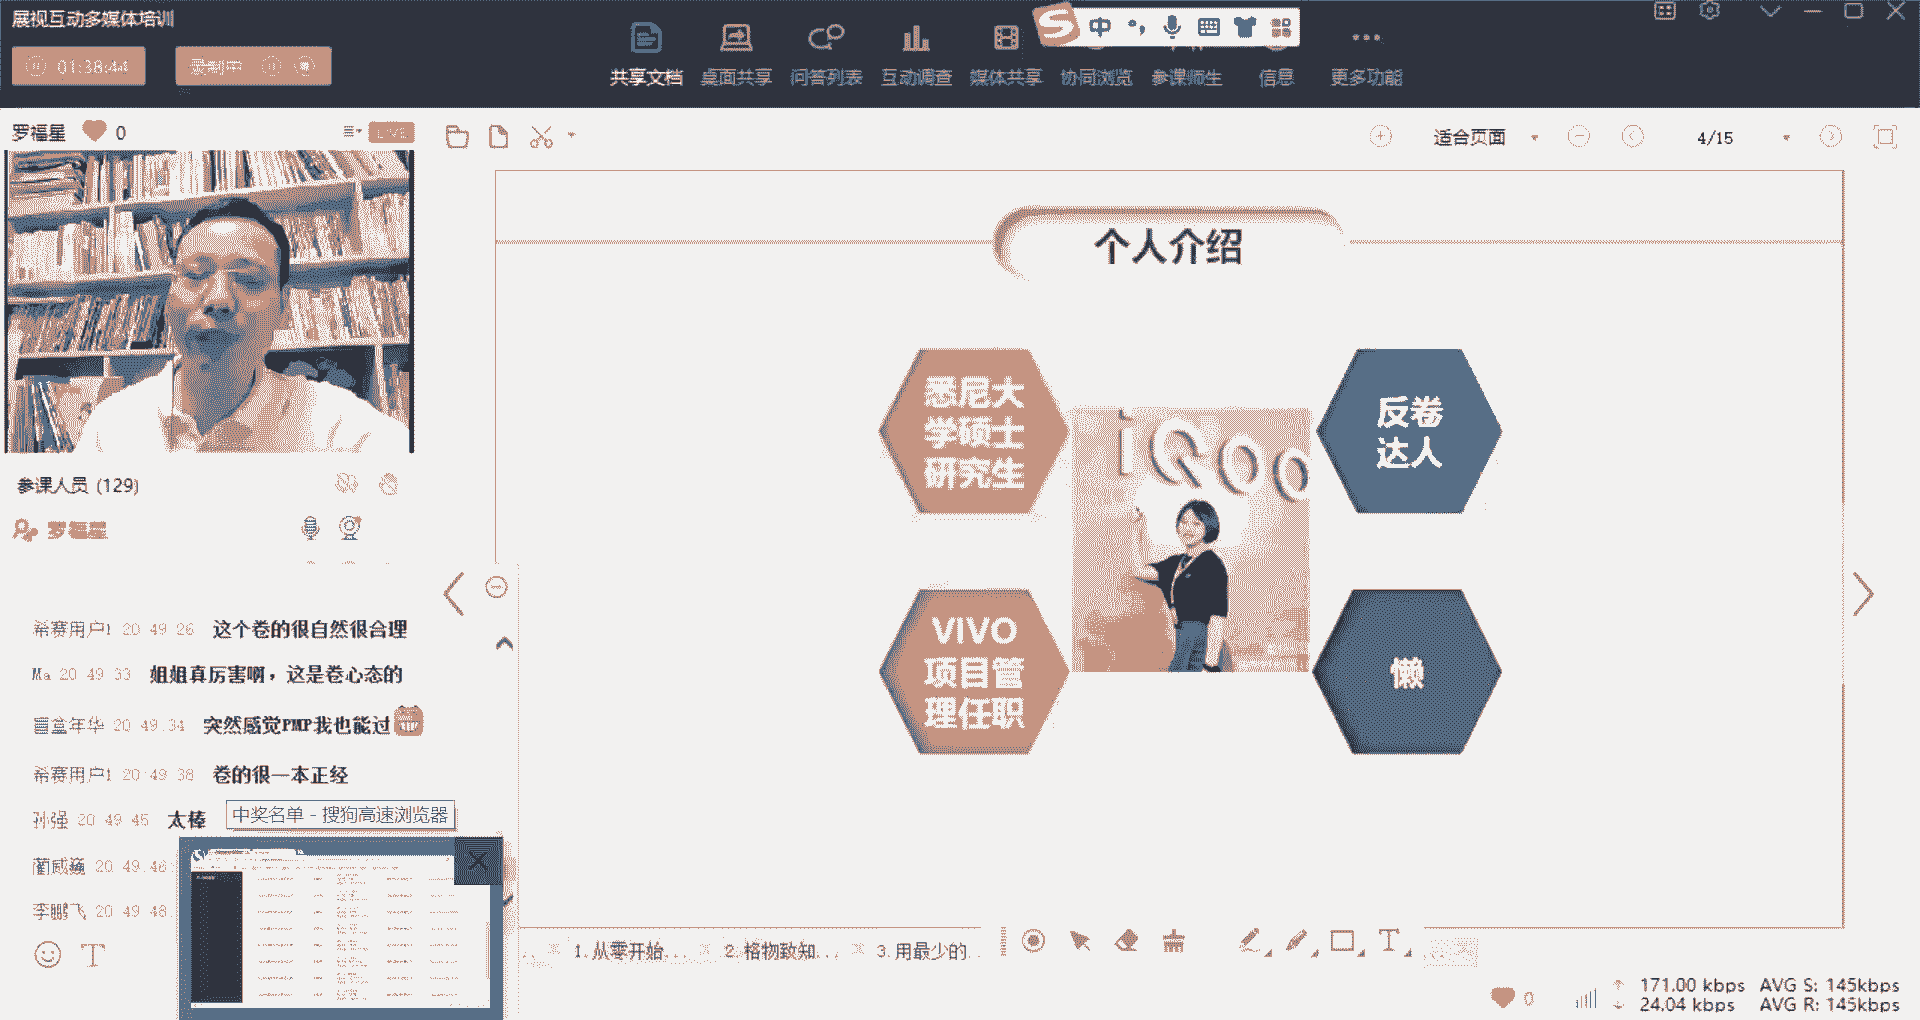 展视互动多媒体培训
01:38:44
录制中
共享文档 桌面共享 问答列表 互动调查 媒体共享 协同浏览 参课师生 信息 更多功能
中
罗福星 0
LIVE
适合页面
4/15
个人介绍
悉尼大
学硕士
研究生
反卷
达人
iQOO
VIVO
项目管
理任职
懒
参课人员 (129)
罗福星
希赛用户1 20:49:26 这个卷的很自然很合理
Ma 20:49:33 姐姐真厉害啊，这是卷心态的
盲盒年华 20:49:34 突然感觉PMP我也能过
希赛用户1 20:49:38 卷的很一本正经
孙强 20:49:45 太棒
中奖名单 - 搜狗高速浏览器
蔺威巍 20:49:46
李鹏飞 20:49:48
1.从零开始... 2.格物致知... 3.用最少的...
0
171.00 kbps AVG S: 145kbps
24.04 kbps AVG R: 145kbps